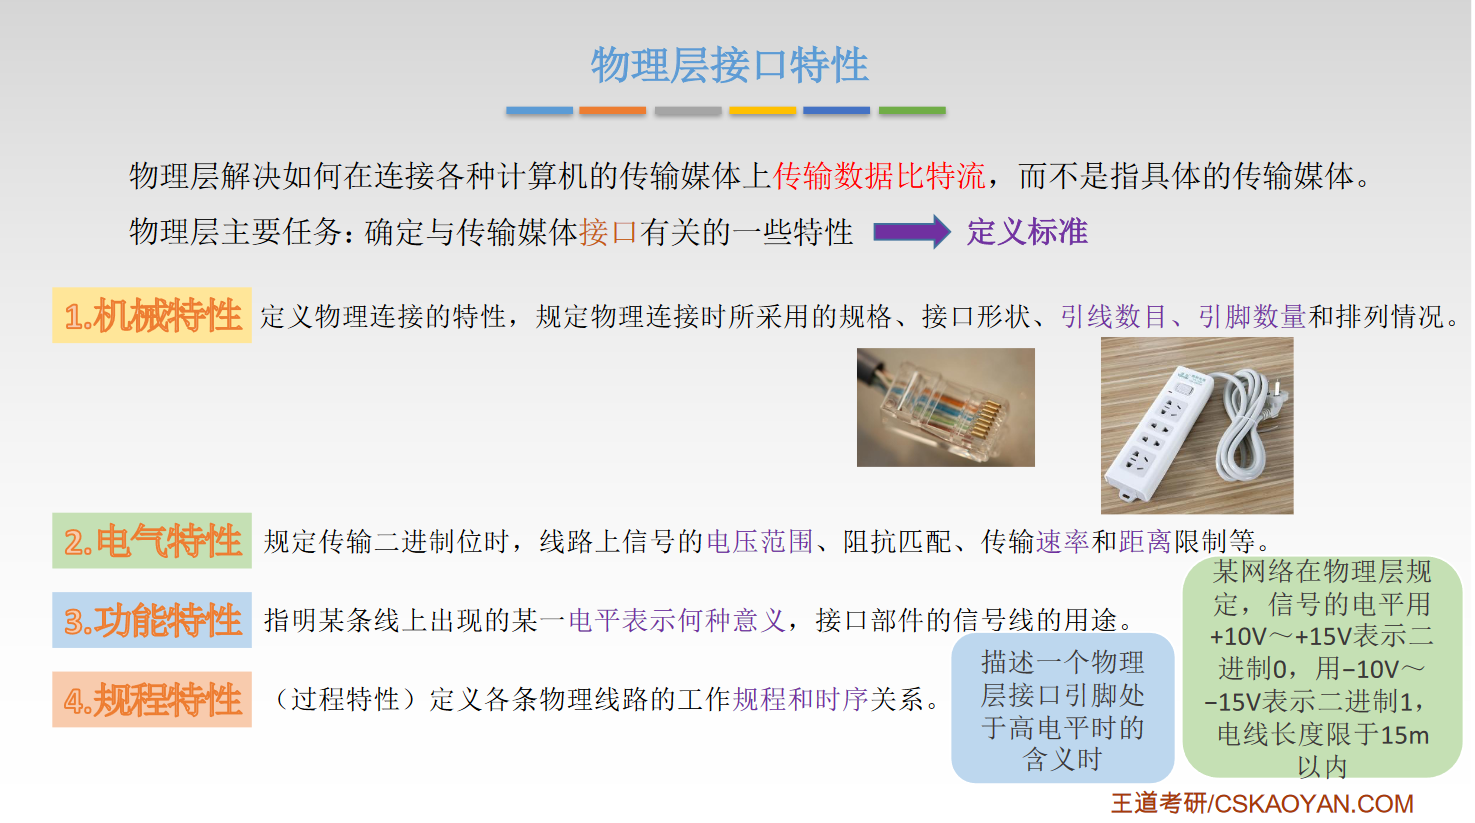 物理层接口特性
物理层解决如何在连接各种计算机的传输媒体上传输数据比特流，而不是指具体的传输媒体。
物理层主要任务：确定与传输媒体接口有关的一些特性
定义标准
1.机械特性
定义物理连接的特性，规定物理连接时所采用的规格、接口形状、引线数目、引脚数量和排列情况。
2.电气特性
规定传输二进制位时，线路上信号的电压范围、阻抗匹配、传输速率和距离限制等。
3.功能特性
指明某条线上出现的某一电平表示何种意义，接口部件的信号线的用途。
4.规程特性
（过程特性）定义各条物理线路的工作规程和时序关系。
描述一个物理
层接口引脚处
于高电平时的
含义时
某网络在物理层规
定，信号的电平用
+10V～+15V表示二
进制0，用−10V～
−15V表示二进制1，
电线长度限于15m
以内
王道考研/CSKAOYAN.COM